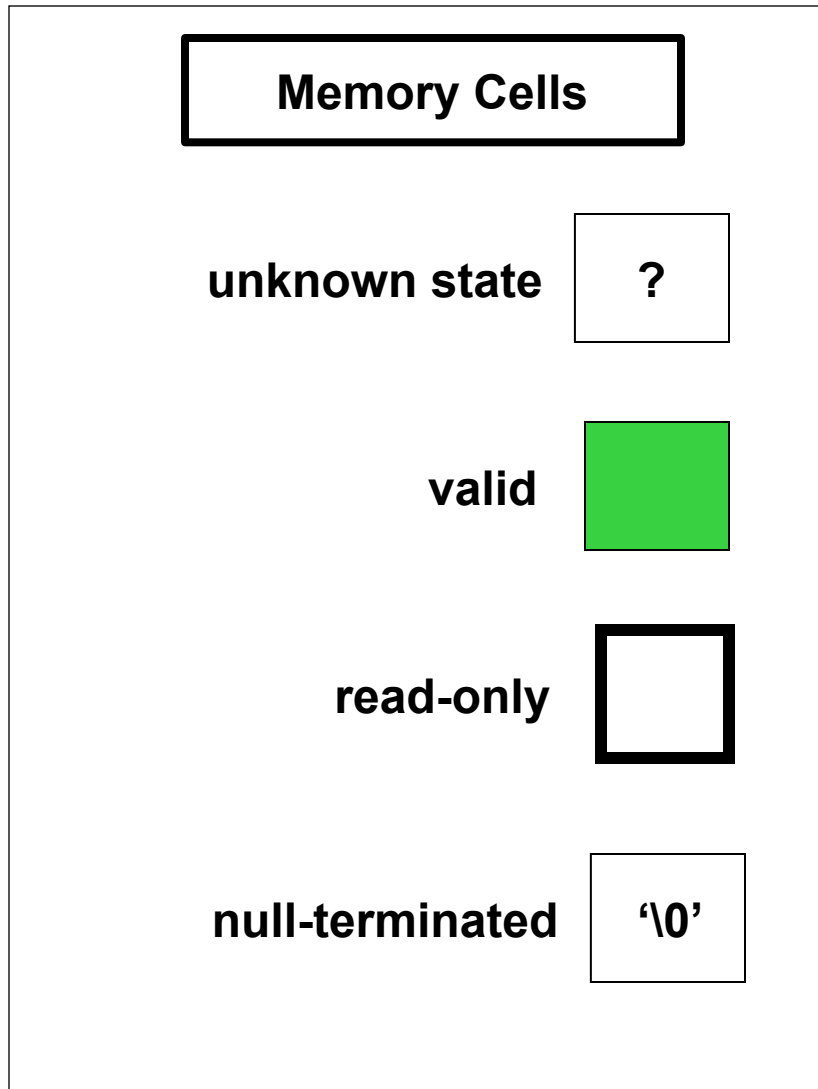 Memory Cells
unknown state ?
valid
read-only
null-terminated ‘\0’